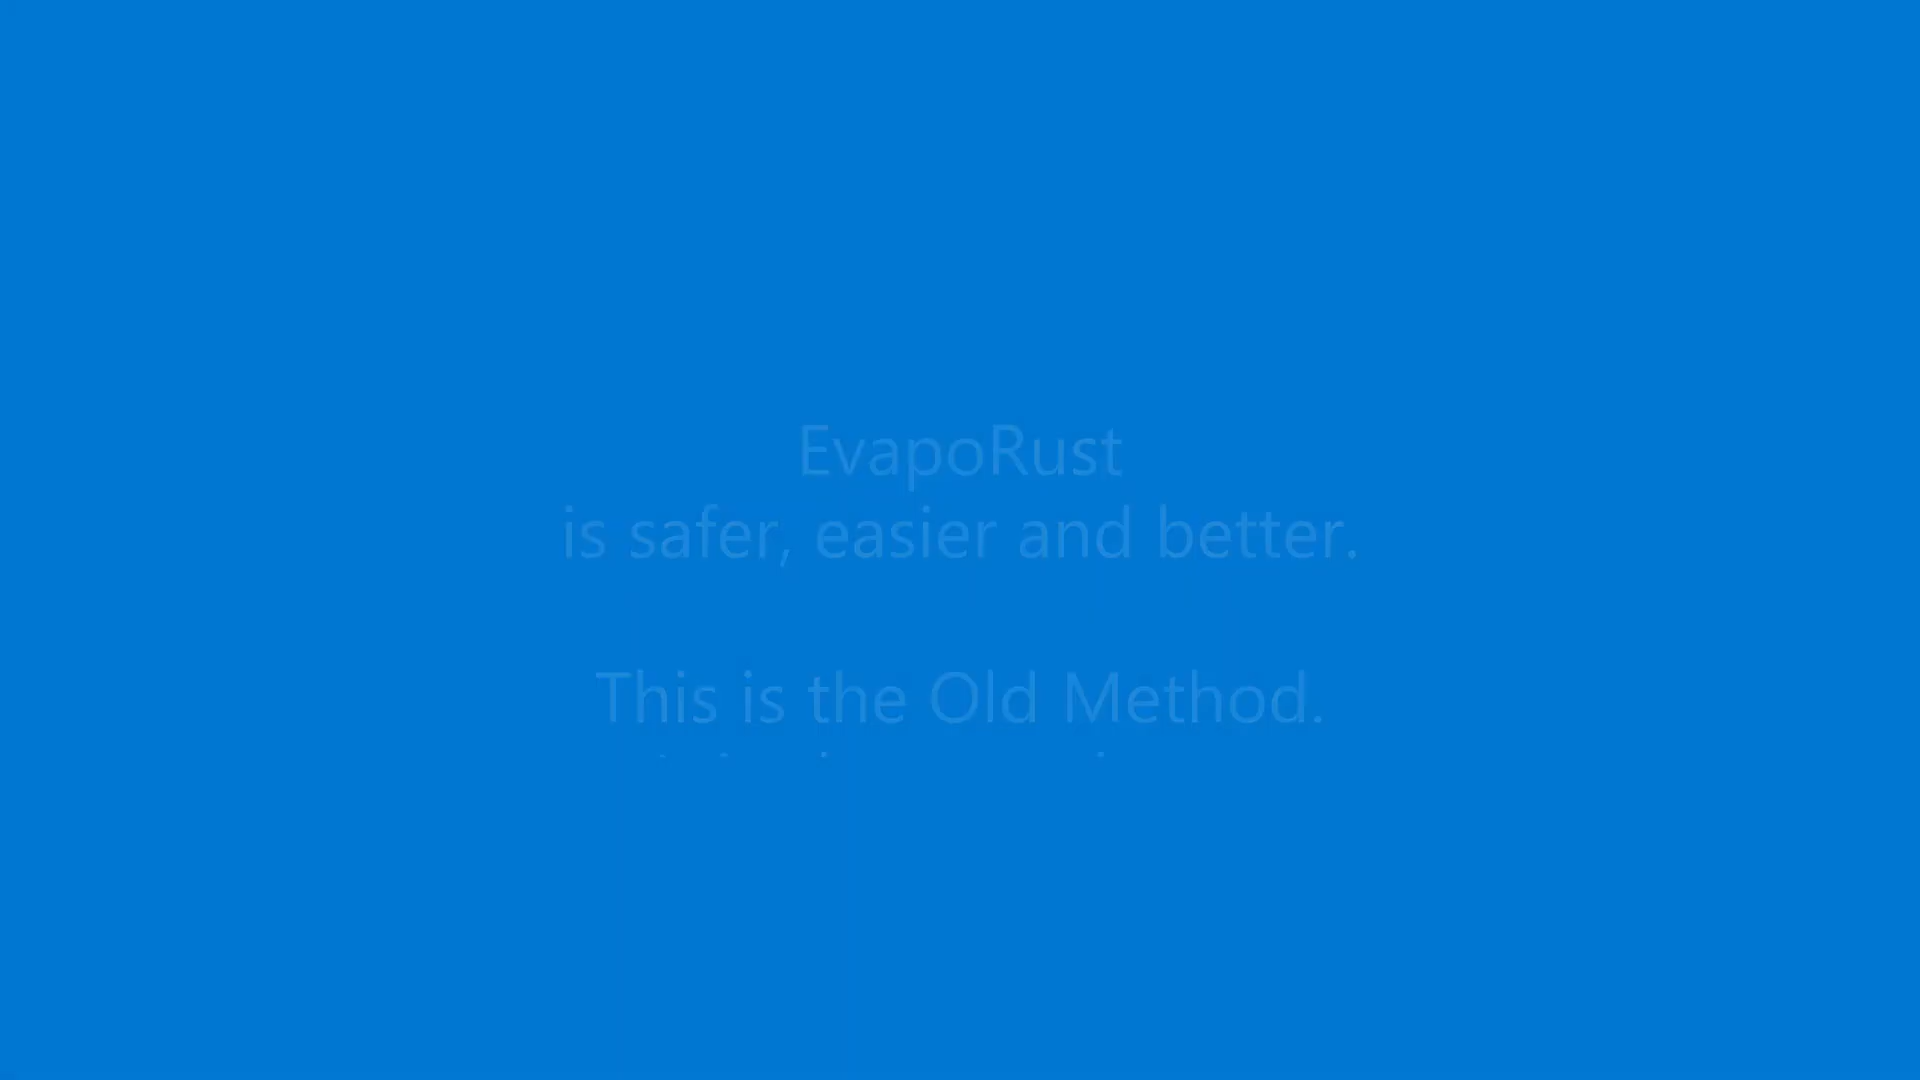 EvapoRust
is safer, easier and better.
This is the Old Method.